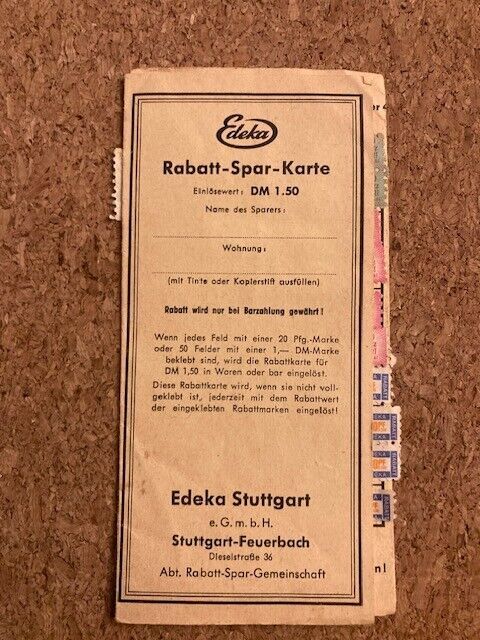 Edeka
Rabatt-Spar-Karte
Einlösewert: DM 1.50
Name des Sparers:
Wohnung:
(mit Tinte oder Kopierstift ausfüllen)
Rabatt wird nur bei Barzahlung gewährt!
Wenn jedes Feld mit einer 20 Pfg.-Marke
oder 50 Felder mit einer 1,— DM-Marke
beklebt sind, wird die Rabattkarte für
DM 1,50 in Waren oder bar eingelöst.
Diese Rabattkarte wird, wenn sie nicht voll-
geklebt ist, jederzeit mit dem Rabattwert
der eingeklebten Rabattmarken eingelöst!
Edeka Stuttgart
e. G. m. b. H.
Stuttgart-Feuerbach
Dieselstraße 36
Abt. Rabatt-Spar-Gemeinschaft
RABATT
RABATT
RABATT